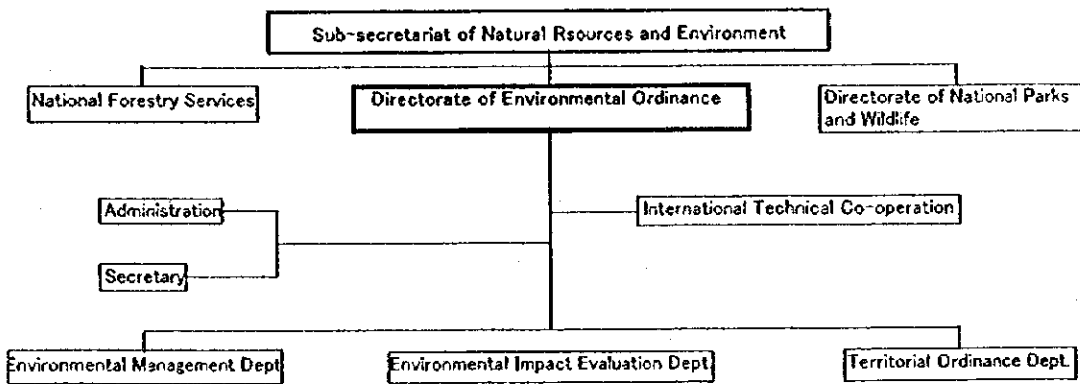 Sub-secretariat of Natural Rsources and Environment
National Forestry Services
Directorate of Environmental Ordinance
Directorate of National Parks
and Wildlife
Administration
International Technical Co-operation
Secretary
Environmental Management Dept
Environmental Impact Evaluation Dept.
Territorial Ordinance Dept.